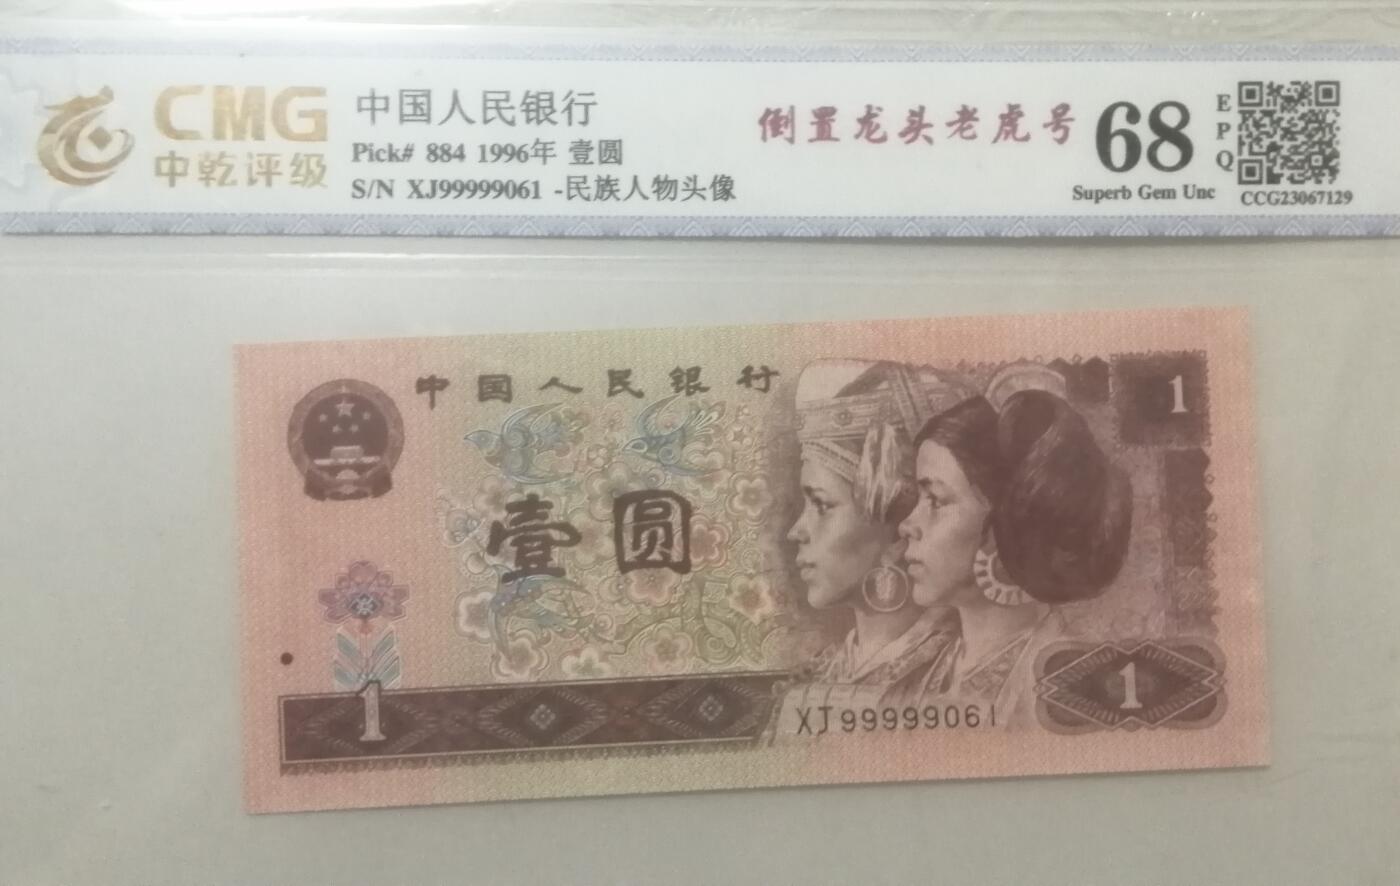 CMG
中乾评级
中国人民银行
Pick# 884 1996年 壹圆
S/N XJ99999061 -民族人物头像
倒置龙头老虎号
68
EPQ
Superb Gem Unc
CCG23067129
中国人民银行
1
壹圆
1
1
XJ99999061